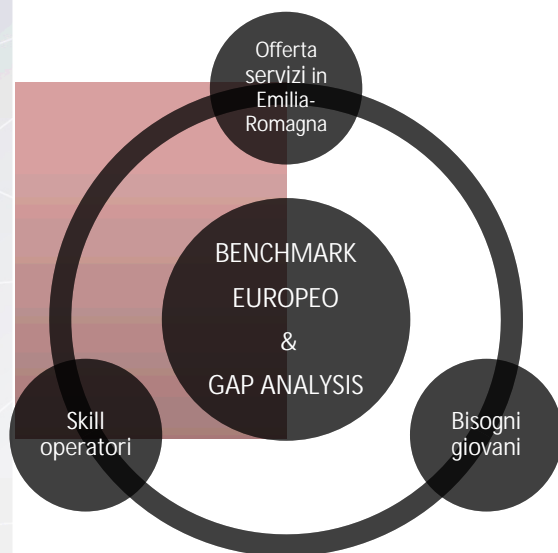 Offerta
servizi in
Emilia-
Romagna
BENCHMARK
EUROPEO
&
GAP ANALYSIS
Skill
operatori
Bisogni
giovani